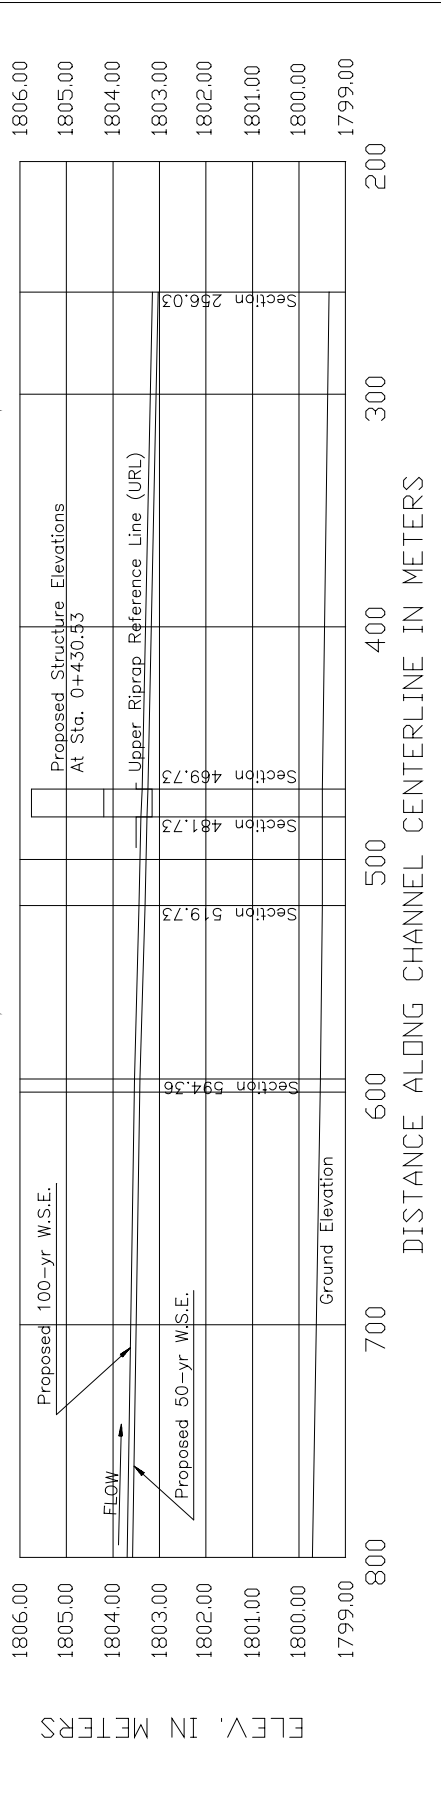 ELEV. IN METERS
1806.00
1805.00
1804.00
1803.00
1802.00
1801.00
1800.00
1799.00
1806.00
1805.00
1804.00
1803.00
1802.00
1801.00
1800.00
1799.00
FLOW
Proposed 100-yr W.S.E.
Proposed 50-yr W.S.E.
Ground Elevation
Proposed Structure Elevations
At Sta. 0+430.53
Upper Riprap Reference Line (URL)
Section 594.36
Section 519.73
Section 481.73
Section 469.73
Section 256.03
800
700
600
500
400
300
200
DISTANCE ALONG CHANNEL CENTERLINE IN METERS